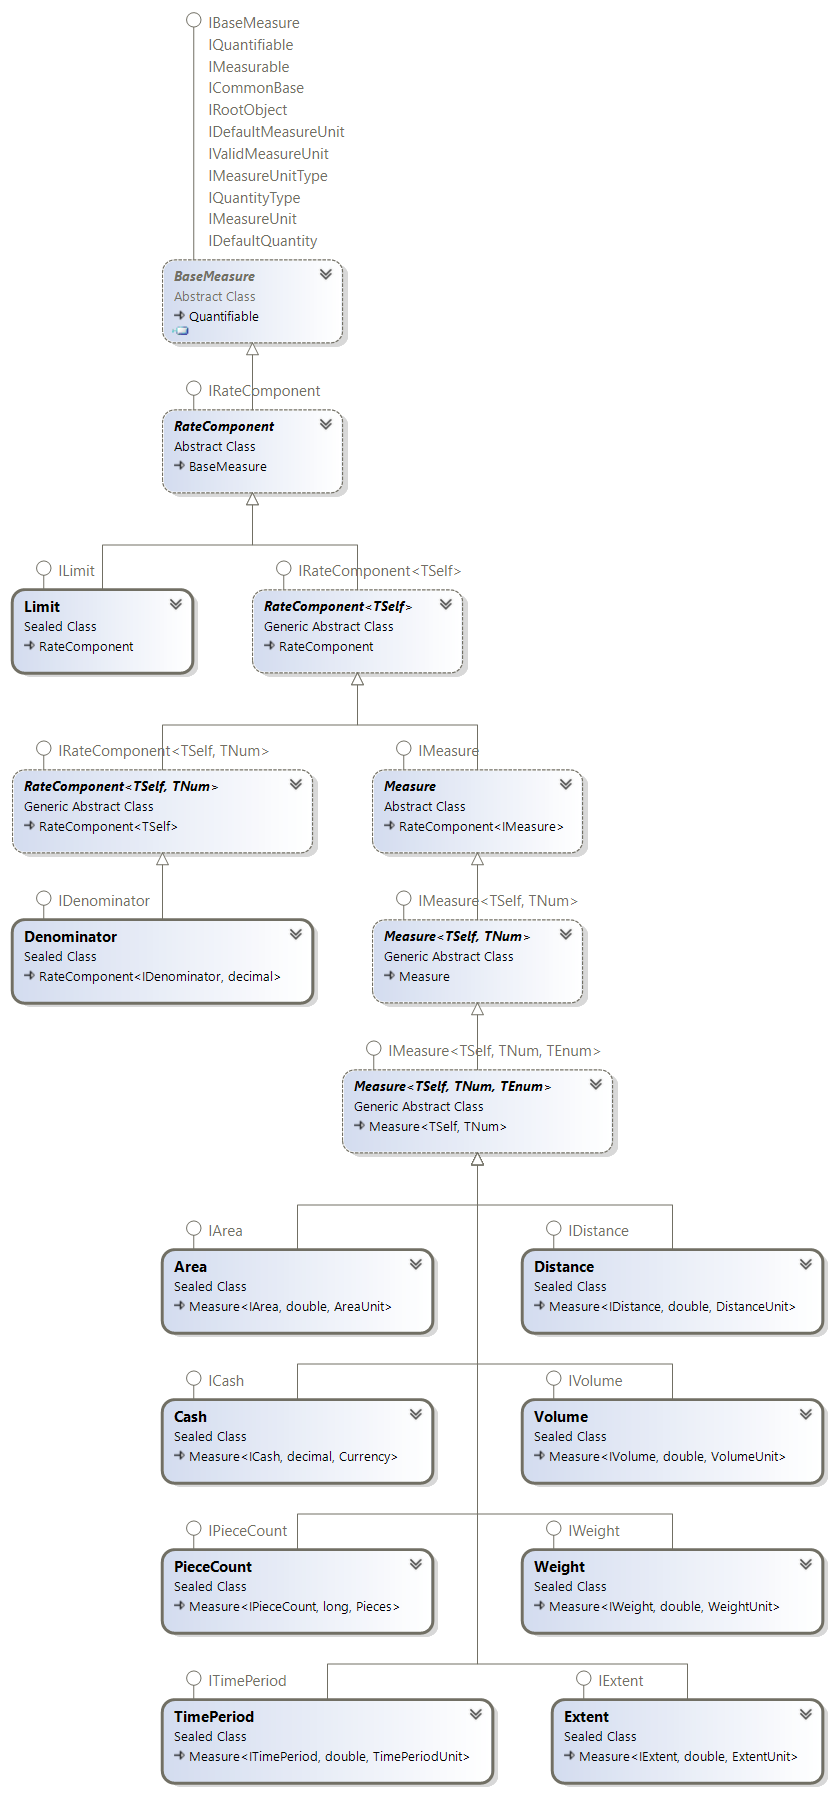 IBaseMeasure
IQuantifiable
IMeasurable
ICommonBase
IRootObject
IDefaultMeasureUnit
IValidMeasureUnit
IMeasureUnitType
IQuantityType
IMeasureUnit
IDefaultQuantity
BaseMeasure
Abstract Class
Quantifiable
IRateComponent
RateComponent
Abstract Class
BaseMeasure
ILimit
Limit
Sealed Class
RateComponent
IRateComponent<TSelf>
RateComponent<TSelf>
Generic Abstract Class
RateComponent
IRateComponent<TSelf, TNum>
RateComponent<TSelf, TNum>
Generic Abstract Class
RateComponent<TSelf>
IMeasure
Measure
Abstract Class
RateComponent<IMeasure>
IDenominator
Denominator
Sealed Class
RateComponent<IDenominator, decimal>
IMeasure<TSelf, TNum>
Measure<TSelf, TNum>
Generic Abstract Class
Measure
IMeasure<TSelf, TNum, TEnum>
Measure<TSelf, TNum, TEnum>
Generic Abstract Class
Measure<TSelf, TNum>
IArea
Area
Sealed Class
Measure<IArea, double, AreaUnit>
IDistance
Distance
Sealed Class
Measure<IDistance, double, DistanceUnit>
ICash
Cash
Sealed Class
Measure<ICash, decimal, Currency>
IVolume
Volume
Sealed Class
Measure<IVolume, double, VolumeUnit>
IPieceCount
PieceCount
Sealed Class
Measure<IPieceCount, long, Pieces>
IWeight
Weight
Sealed Class
Measure<IWeight, double, WeightUnit>
ITimePeriod
TimePeriod
Sealed Class
Measure<ITimePeriod, double, TimePeriodUnit>
IExtent
Extent
Sealed Class
Measure<IExtent, double, ExtentUnit>